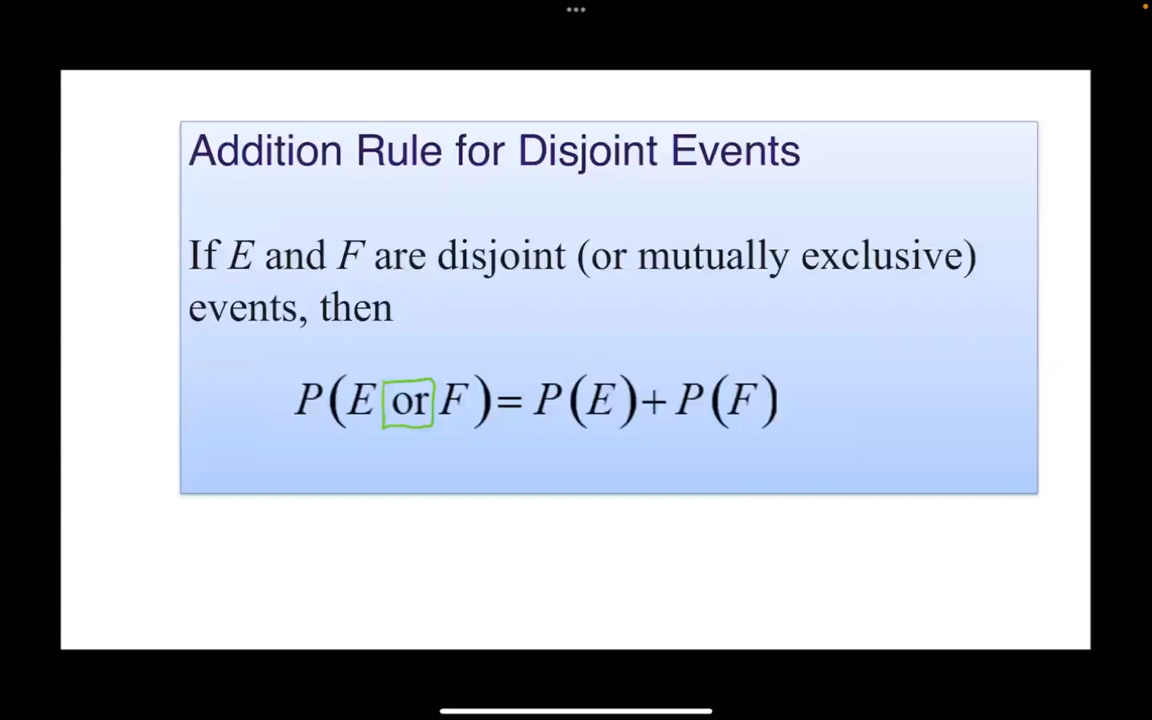 Addition Rule for Disjoint Events
If E and F are disjoint (or mutually exclusive)
events, then
P(E or F) = P(E) + P(F)